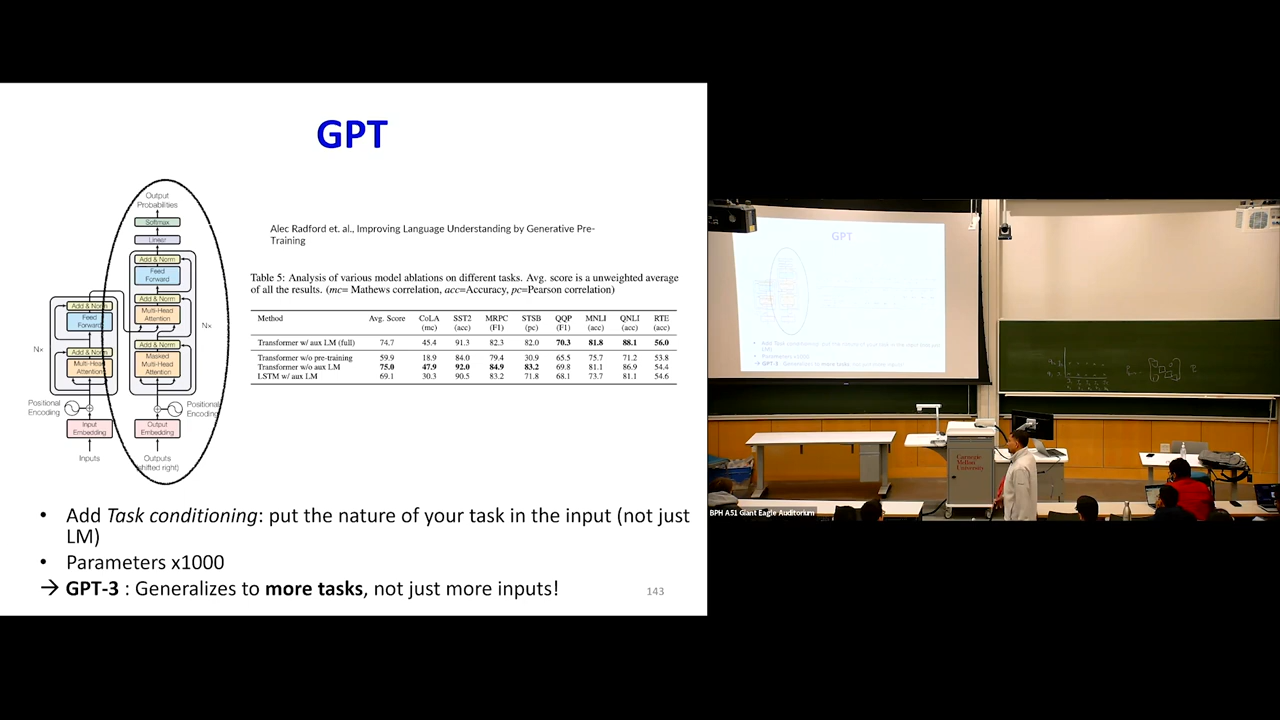 GPT
Output
Probabilities
Softmax
Linear
Add & Norm
Feed
Forward
Add & Norm
Multi-Head
Attention
Add & Norm
Masked
Multi-Head
Attention
Nx
Add & Norm
Feed
Forward
Nx
Add & Norm
Multi-Head
Attention
Positional
Encoding
Positional
Encoding
Input
Embedding
Output
Embedding
Inputs
Outputs
(shifted right)
Alec Radford et. al., Improving Language Understanding by Generative Pre-
Training
Table 5: Analysis of various model ablations on different tasks. Avg. score is a unweighted average
of all the results. (mc= Mathews correlation, acc=Accuracy, pc=Pearson correlation)
Method Avg. Score CoLA SST2 MRPC STSB QQP MNLI QNLI RTE
(mc) (acc) (F1) (pc) (F1) (acc) (acc) (acc)
Transformer w/ aux LM (full) 74.7 45.4 91.3 82.3 82.0 70.3 81.8 88.1 56.0
Transformer w/o pre-training 59.9 18.9 84.0 79.4 30.9 65.5 75.7 71.2 53.8
Transformer w/o aux LM 75.0 47.9 92.0 84.9 83.2 69.8 81.1 86.9 54.4
LSTM w/ aux LM 69.1 30.3 90.5 83.2 71.8 68.1 73.7 81.1 54.6
• Add Task conditioning: put the nature of your task in the input (not just
LM)
• Parameters x1000
→ GPT-3 : Generalizes to more tasks, not just more inputs!
143
GPT
Carnegie
Mellon
University
BPH A51 Giant Eagle Auditorium